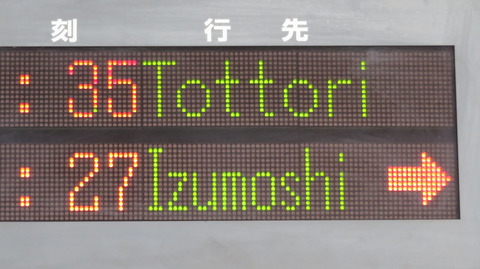 刻 行先
:35 Tottori
:27 Izumoshi →